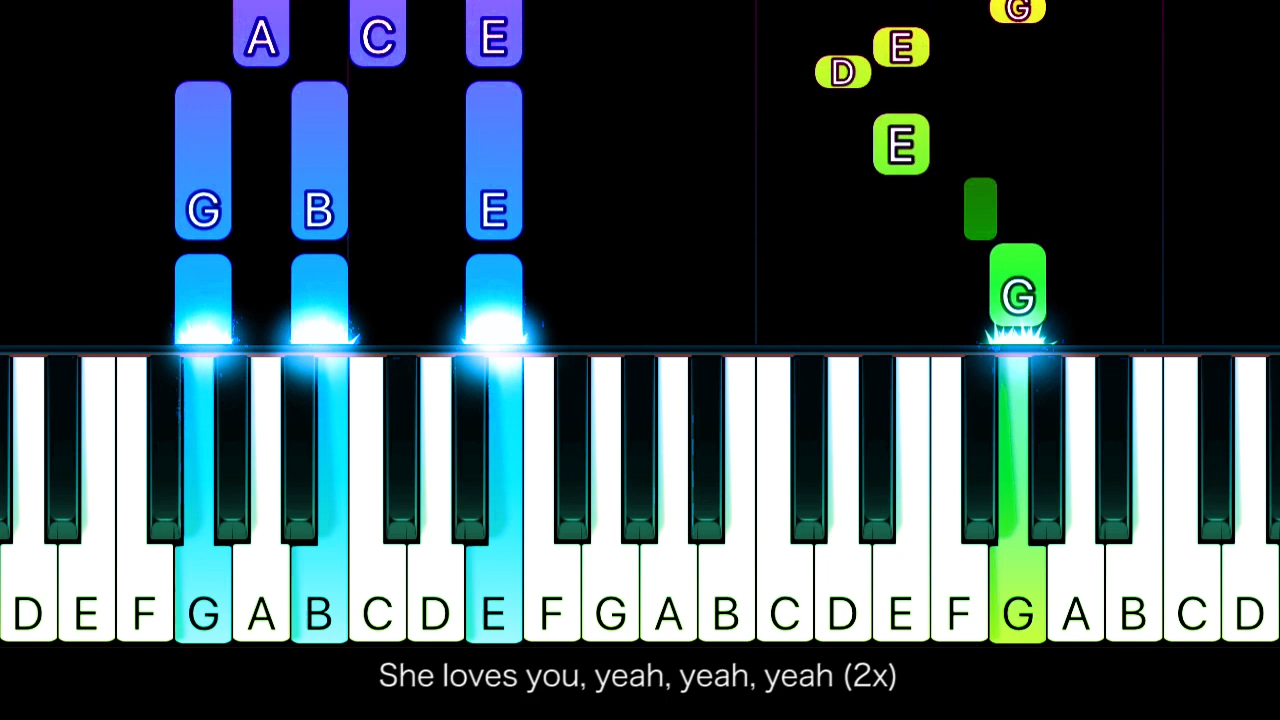 G
A C E E
D
G B E E
G
D E F G A B C D E F G A B C D E F G A B C D
She loves you, yeah, yeah, yeah (2x)